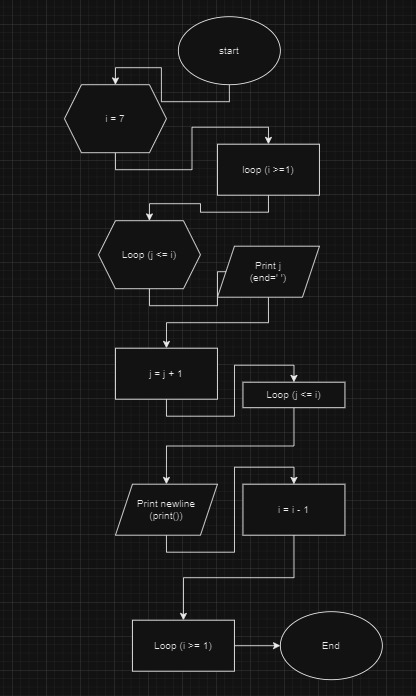 start
i = 7
loop (i >=1)
Loop (j <= i)
Print j
(end=' ')
j = j + 1
Loop (j <= i)
Print newline
(print())
i = i - 1
Loop (i >= 1)
End